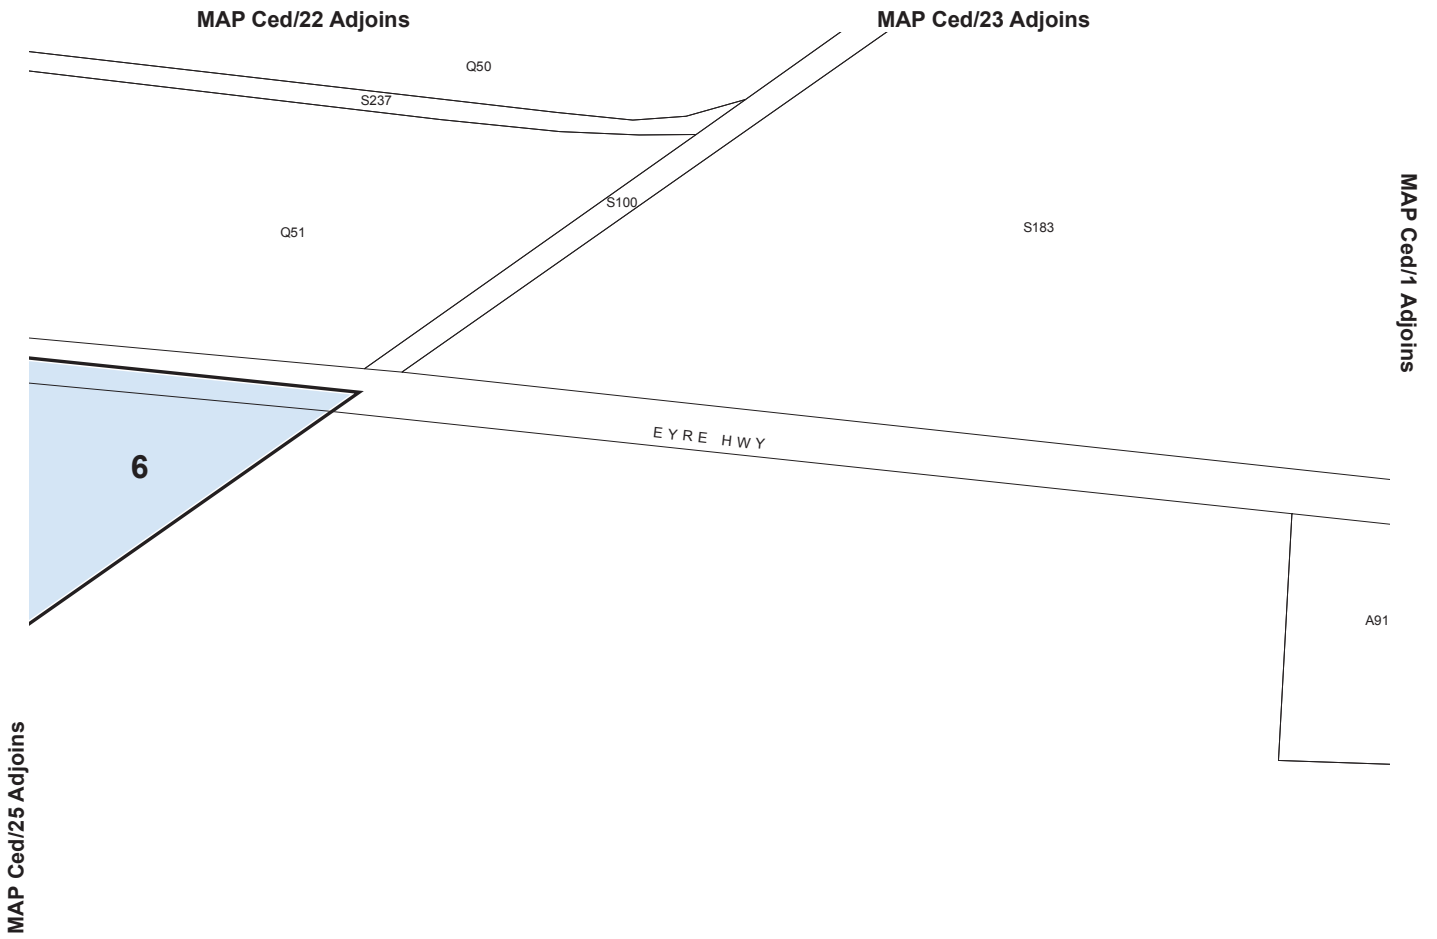 MAP Ced/22 Adjoins
MAP Ced/23 Adjoins
Q50
S237
MAP Ced/1 Adjoins
S100
S183
Q51
EYRE HWY
6
A91
MAP Ced/25 Adjoins